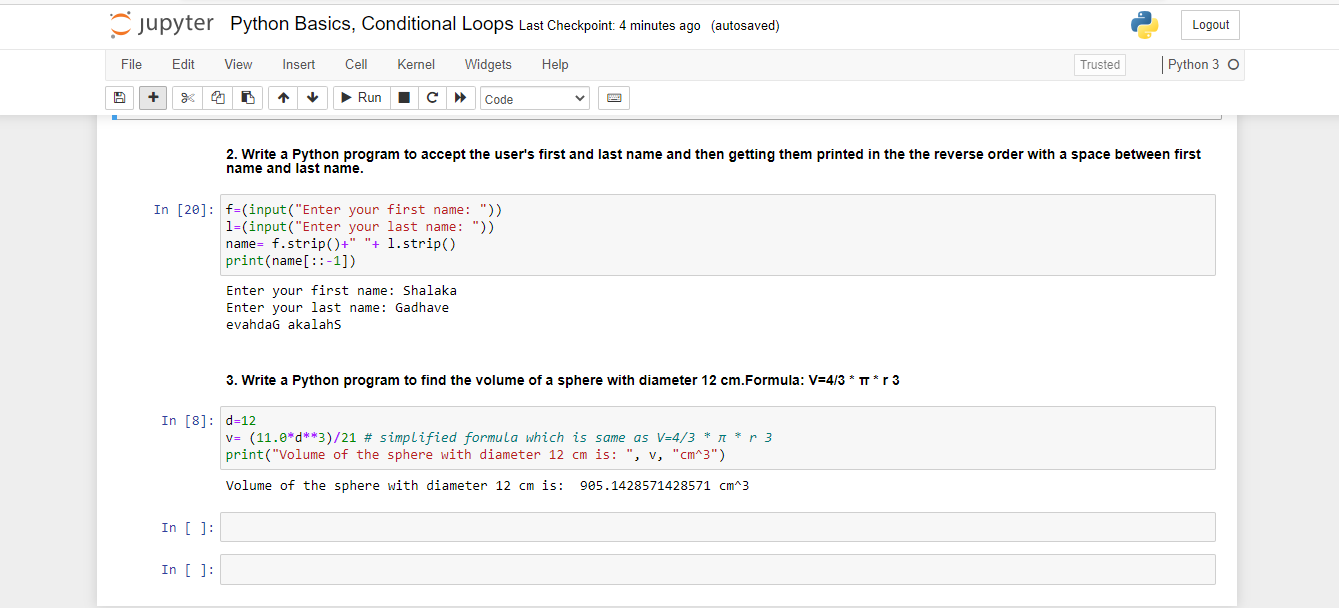 jupyter Python Basics, Conditional Loops Last Checkpoint: 4 minutes ago (autosaved) Logout
File Edit View Insert Cell Kernel Widgets Help Trusted Python 3
Run Code
2. Write a Python program to accept the user's first and last name and then getting them printed in the the reverse order with a space between first
name and last name.
In [20]: f=(input("Enter your first name: "))
l=(input("Enter your last name: "))
name= f.strip()+" "+ l.strip()
print(name[::-1])
Enter your first name: Shalaka
Enter your last name: Gadhave
evahdaG akalahS
3. Write a Python program to find the volume of a sphere with diameter 12 cm.Formula: V=4/3 * π * r 3
In [8]: d=12
v= (11.0*d**3)/21 # simplified formula which is same as V=4/3 * π * r 3
print("Volume of the sphere with diameter 12 cm is: ", v, "cm^3")
Volume of the sphere with diameter 12 cm is:  905.1428571428571 cm^3
In [ ]:
In [ ]: